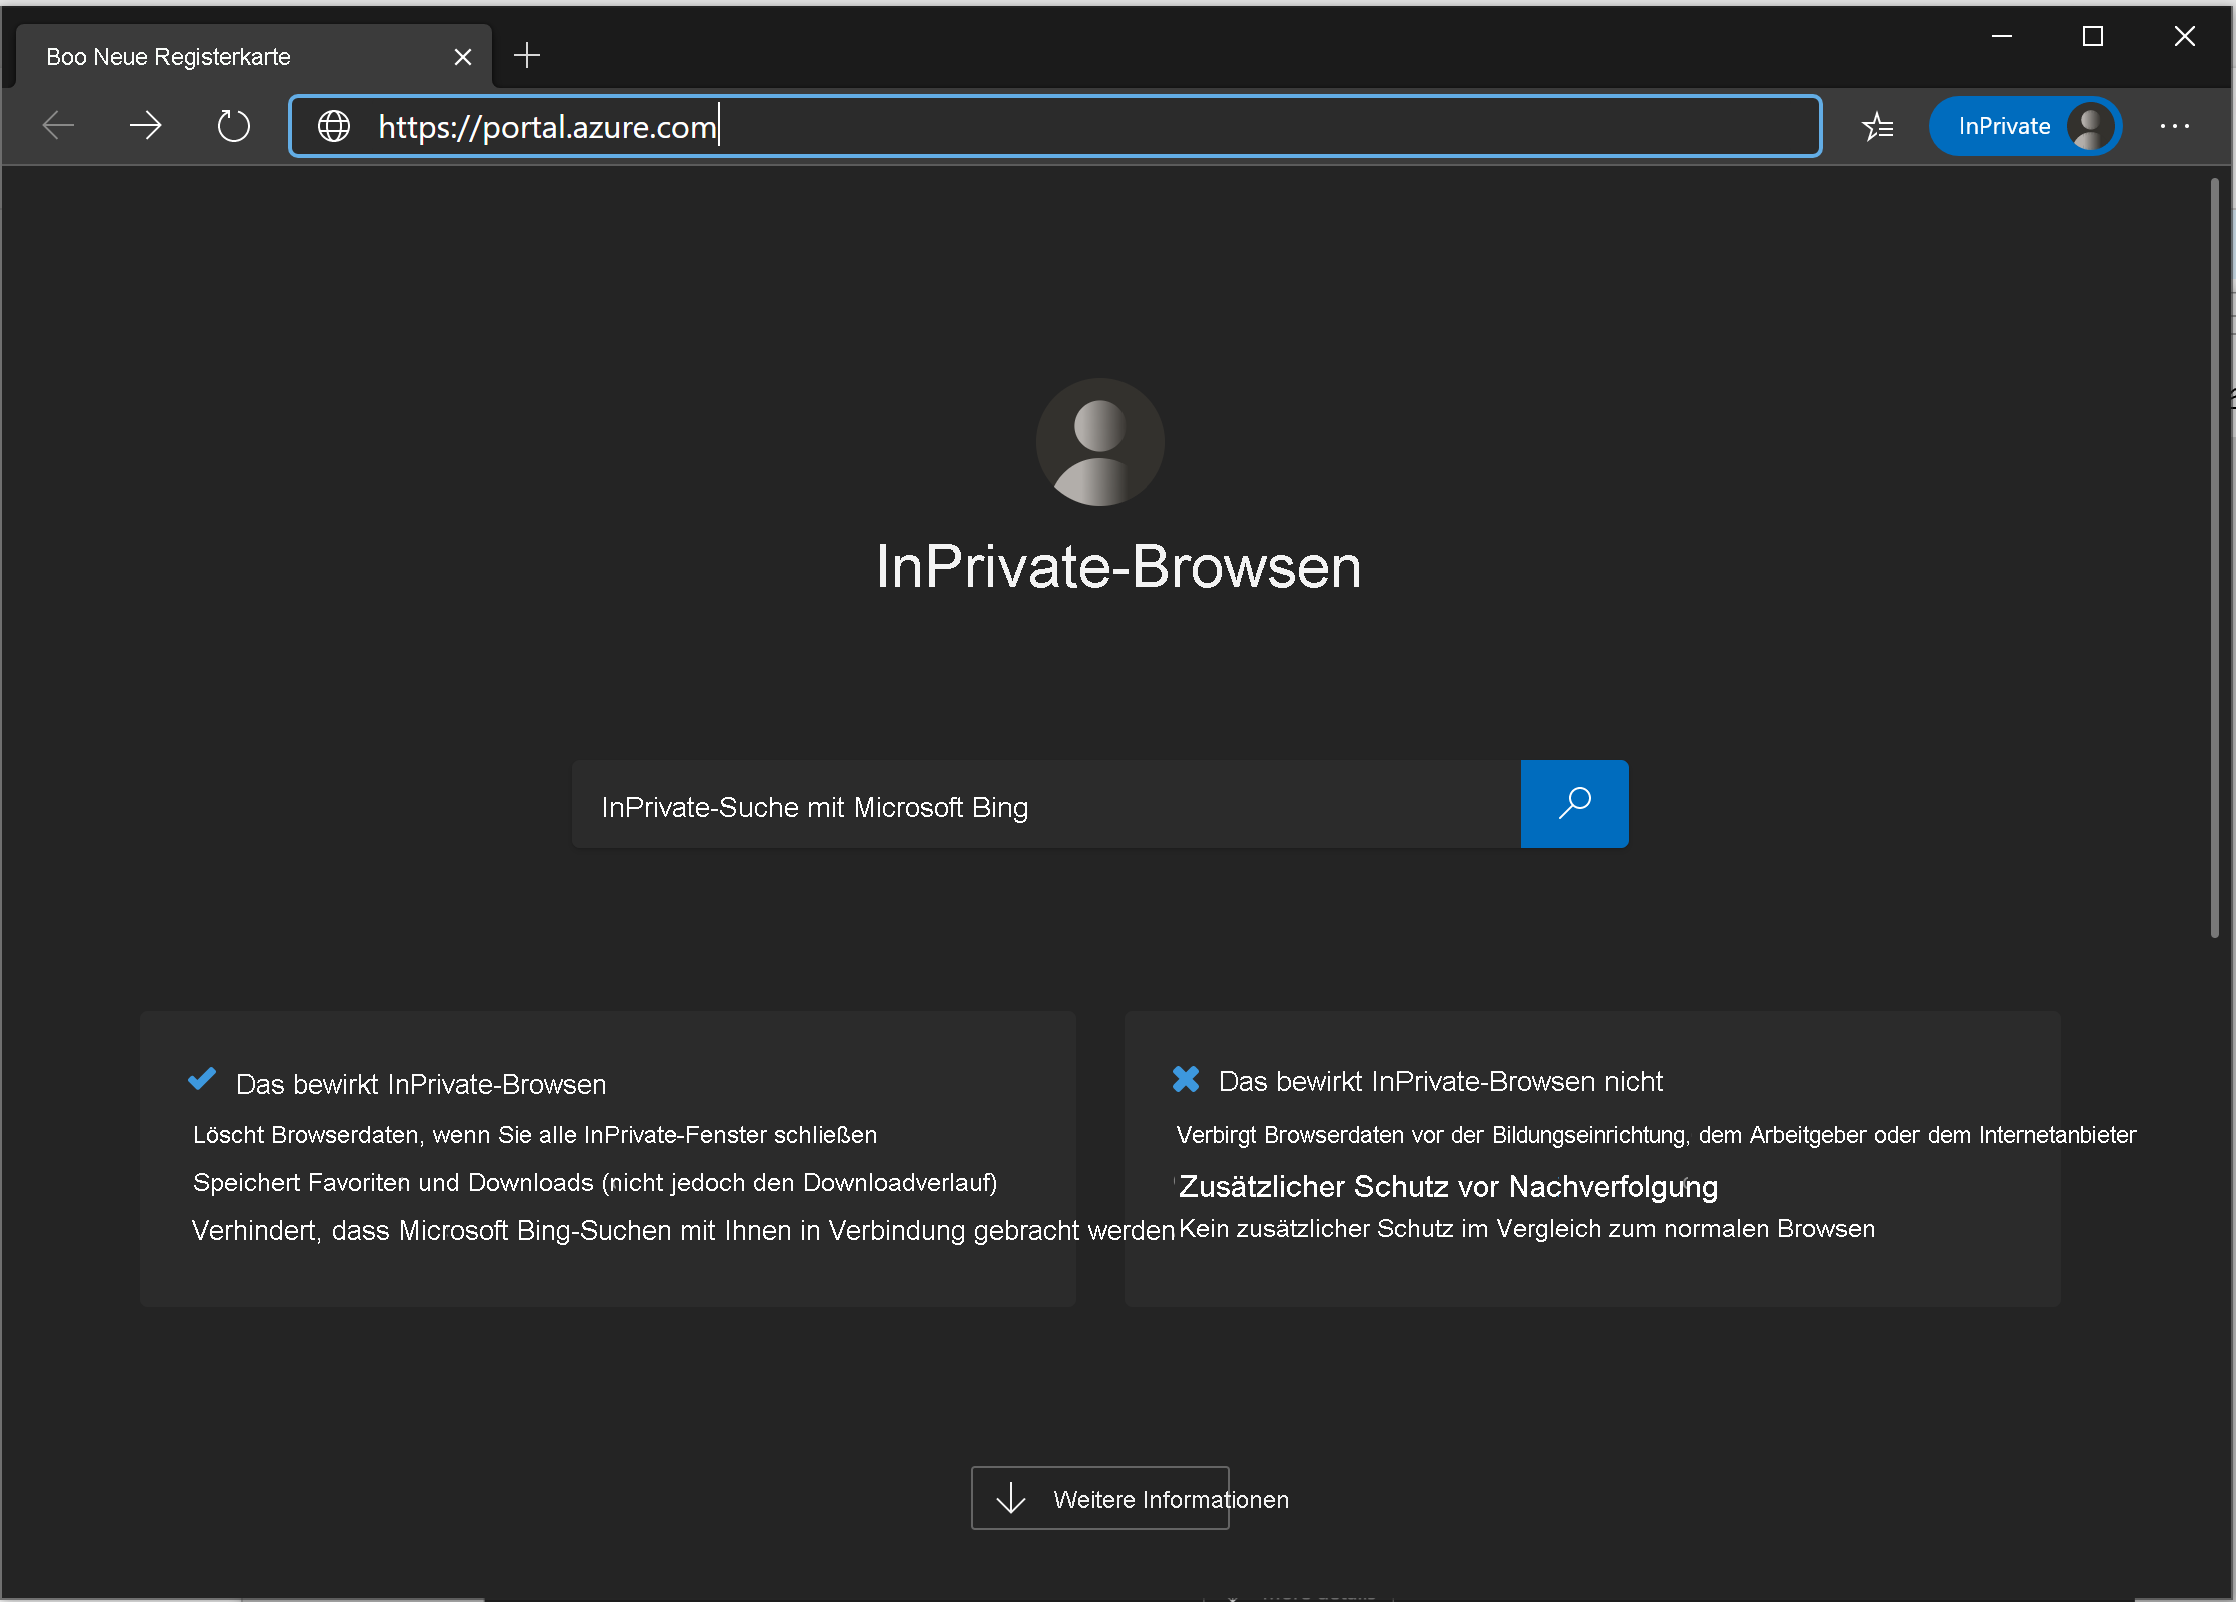 Boo Neue Registerkarte
https://portal.azure.com
InPrivate
InPrivate-Browsen
InPrivate-Suche mit Microsoft Bing
Das bewirkt InPrivate-Browsen
Löscht Browserdaten, wenn Sie alle InPrivate-Fenster schließen
Speichert Favoriten und Downloads (nicht jedoch den Downloadverlauf)
Verhindert, dass Microsoft Bing-Suchen mit Ihnen in Verbindung gebracht werden
Das bewirkt InPrivate-Browsen nicht
Verbirgt Browserdaten vor der Bildungseinrichtung, dem Arbeitgeber oder dem Internetanbieter
Zusätzlicher Schutz vor Nachverfolgung
Kein zusätzlicher Schutz im Vergleich zum normalen Browsen
Weitere Informationen